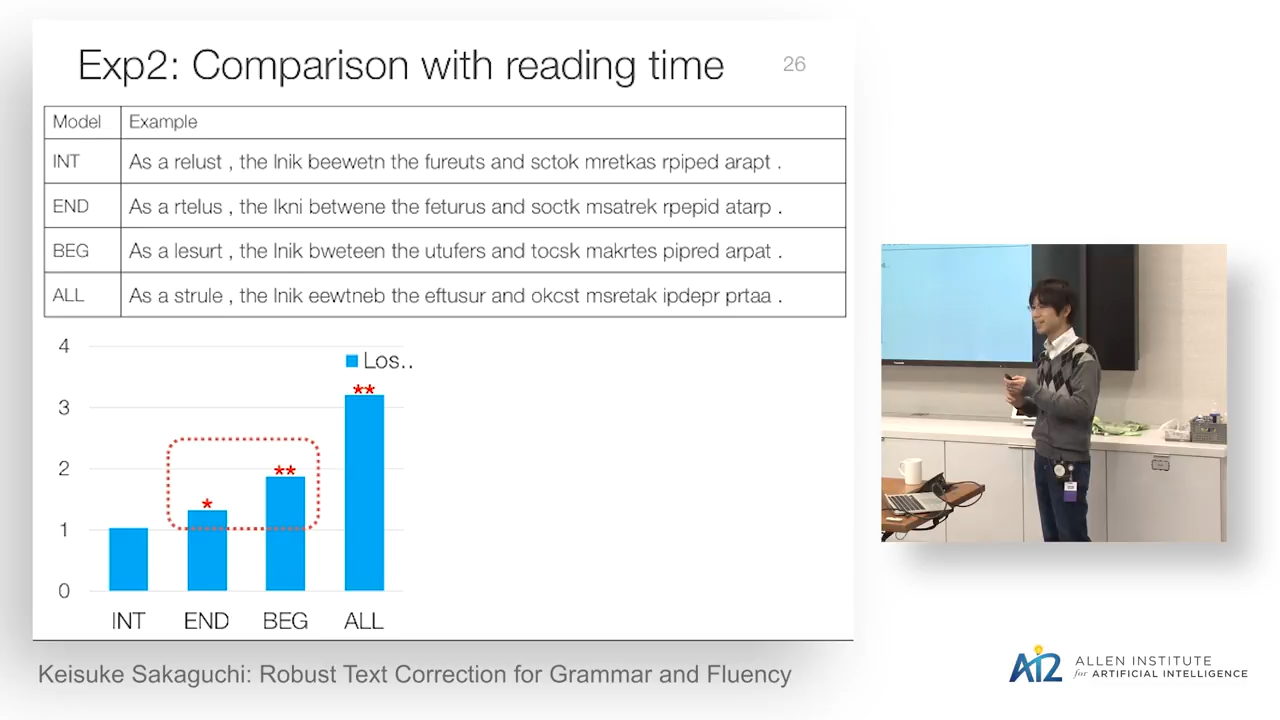 Exp2: Comparison with reading time
26
Model Example
INT As a relust , the lnik beewetn the fureuts and sctok mretkas rpiped arapt .
END As a rtelus , the lkni betwene the feturus and soctk msatrek rpepid atarp .
BEG As a lesurt , the lnik bweteen the utufers and tocsk makrtes pipred arpat .
ALL As a strule , the lnik eewtneb the eftusur and okcst msretak ipdepr prtaa .
4
Los..
**
3
2
**
*
1
0
INT END BEG ALL
Keisuke Sakaguchi: Robust Text Correction for Grammar and Fluency
AI2
ALLEN INSTITUTE
for ARTIFICIAL INTELLIGENCE